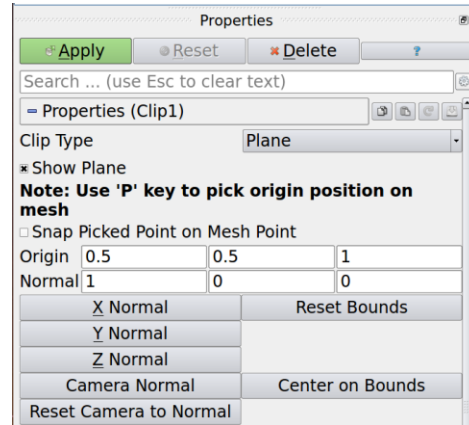 Properties
Apply Reset Delete ?
Search ... (use Esc to clear text)
Properties (Clip1)
Clip Type Plane
Show Plane
Note: Use 'P' key to pick origin position on
mesh
Snap Picked Point on Mesh Point
Origin 0.5 0.5 1
Normal 1 0 0
X Normal Reset Bounds
Y Normal
Z Normal
Camera Normal Center on Bounds
Reset Camera to Normal